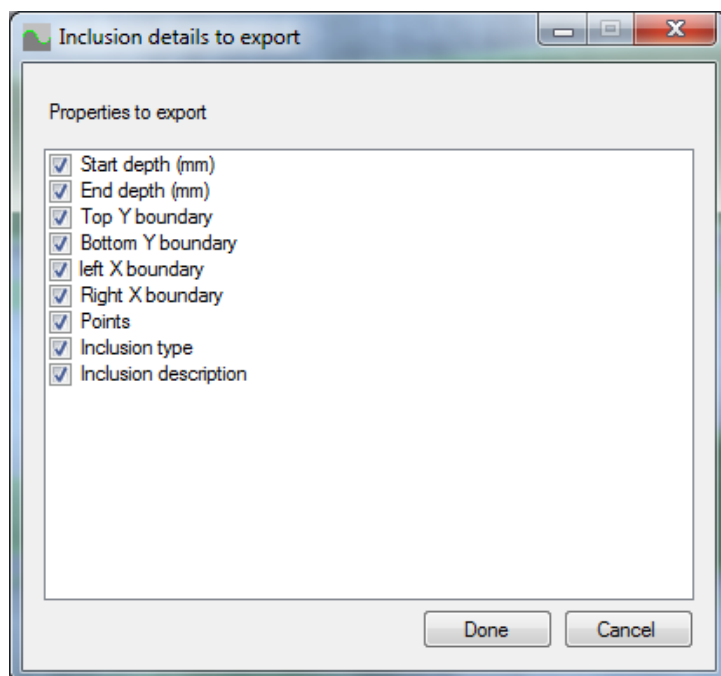 Inclusion details to export
Properties to export
Start depth (mm)
End depth (mm)
Top Y boundary
Bottom Y boundary
left X boundary
Right X boundary
Points
Inclusion type
Inclusion description
Done Cancel